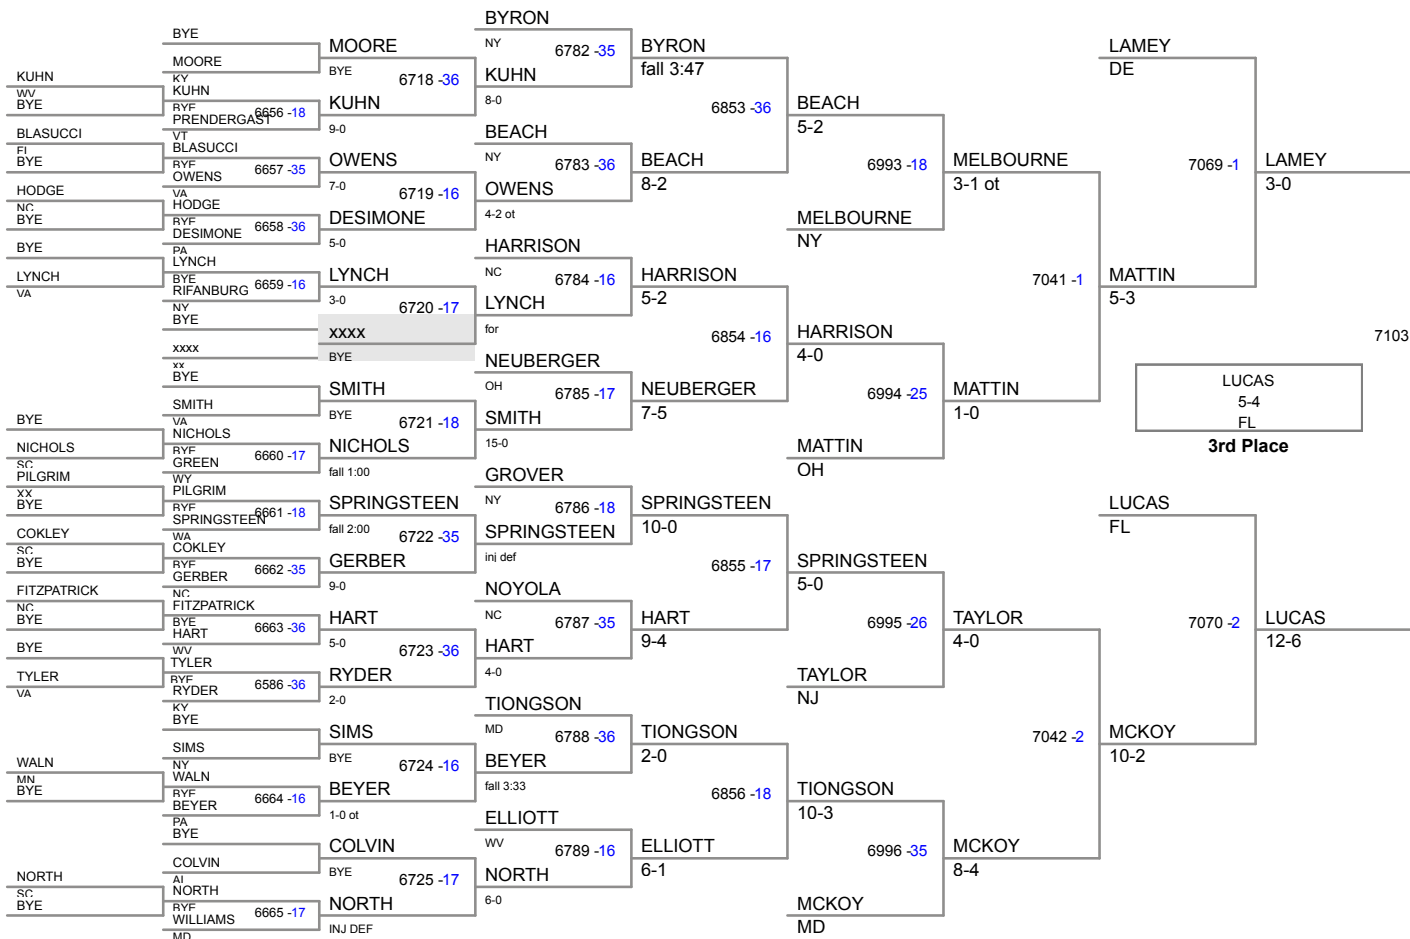 BYE
MOORE
KY
KUHN
WV
BYE
KUHN
BYE
6656 -18
PRENDERGAST
VT
BLASUCCI
FL
BYE
BLASUCCI
BYE
6657 -35
OWENS
VA
HODGE
NC
BYE
HODGE
BYE
6658 -36
DESIMONE
PA
BYE
LYNCH
VA
LYNCH
BYE
6659 -16
RIFANBURG
NY
BYE
xxxx
xx
BYE
SMITH
VA
BYE
NICHOLS
SC
NICHOLS
BYE
6660 -17
GREEN
WY
PILGRIM
XX
BYE
PILGRIM
BYE
6661 -18
SPRINGSTEEN
WA
COKLEY
SC
BYE
COKLEY
BYE
6662 -35
GERBER
NC
FITZPATRICK
NC
BYE
FITZPATRICK
BYE
6663 -36
HART
WV
BYE
TYLER
VA
TYLER
BYE
6586 -36
RYDER
KY
BYE
SIMS
NY
WALN
MN
BYE
WALN
BYE
6664 -16
BEYER
PA
BYE
COLVIN
AL
NORTH
SC
BYE
NORTH
BYE
6665 -17
WILLIAMS
MD
MOORE
BYE
6718 -36
KUHN
9-0
OWENS
7-0
6719 -16
DESIMONE
5-0
LYNCH
3-0
6720 -17
xxxx
BYE
SMITH
BYE
6721 -18
NICHOLS
fall 1:00
SPRINGSTEEN
fall 2:00
6722 -35
GERBER
9-0
HART
5-0
6723 -36
RYDER
2-0
SIMS
BYE
6724 -16
BEYER
1-0 ot
COLVIN
BYE
6725 -17
NORTH
INJ DEF
BYRON
NY
6782 -35
KUHN
8-0
BEACH
NY
6783 -36
OWENS
4-2 ot
HARRISON
NC
6784 -16
LYNCH
for
NEUBERGER
OH
6785 -17
SMITH
15-0
GROVER
NY
6786 -18
SPRINGSTEEN
inj def
NOYOLA
NC
6787 -35
HART
4-0
TIONGSON
MD
6788 -36
BEYER
fall 3:33
ELLIOTT
WV
6789 -16
NORTH
6-0
BYRON
fall 3:47
6853 -36
BEACH
8-2
HARRISON
5-2
6854 -16
NEUBERGER
7-5
SPRINGSTEEN
10-0
6855 -17
HART
9-4
TIONGSON
2-0
6856 -18
ELLIOTT
6-1
BEACH
5-2
6993 -18
MELBOURNE
NY
HARRISON
4-0
6994 -25
MATTIN
OH
SPRINGSTEEN
5-0
6995 -26
TAYLOR
NJ
TIONGSON
10-3
6996 -35
MCKOY
MD
MELBOURNE
3-1 ot
7041 -1
MATTIN
1-0
TAYLOR
4-0
7042 -2
MCKOY
8-4
LAMEY
DE
7069 -1
MATTIN
5-3
LUCAS
FL
7070 -2
MCKOY
10-2
LAMEY
3-0
7103
LUCAS
12-6
LUCAS
5-4
FL
3rd Place